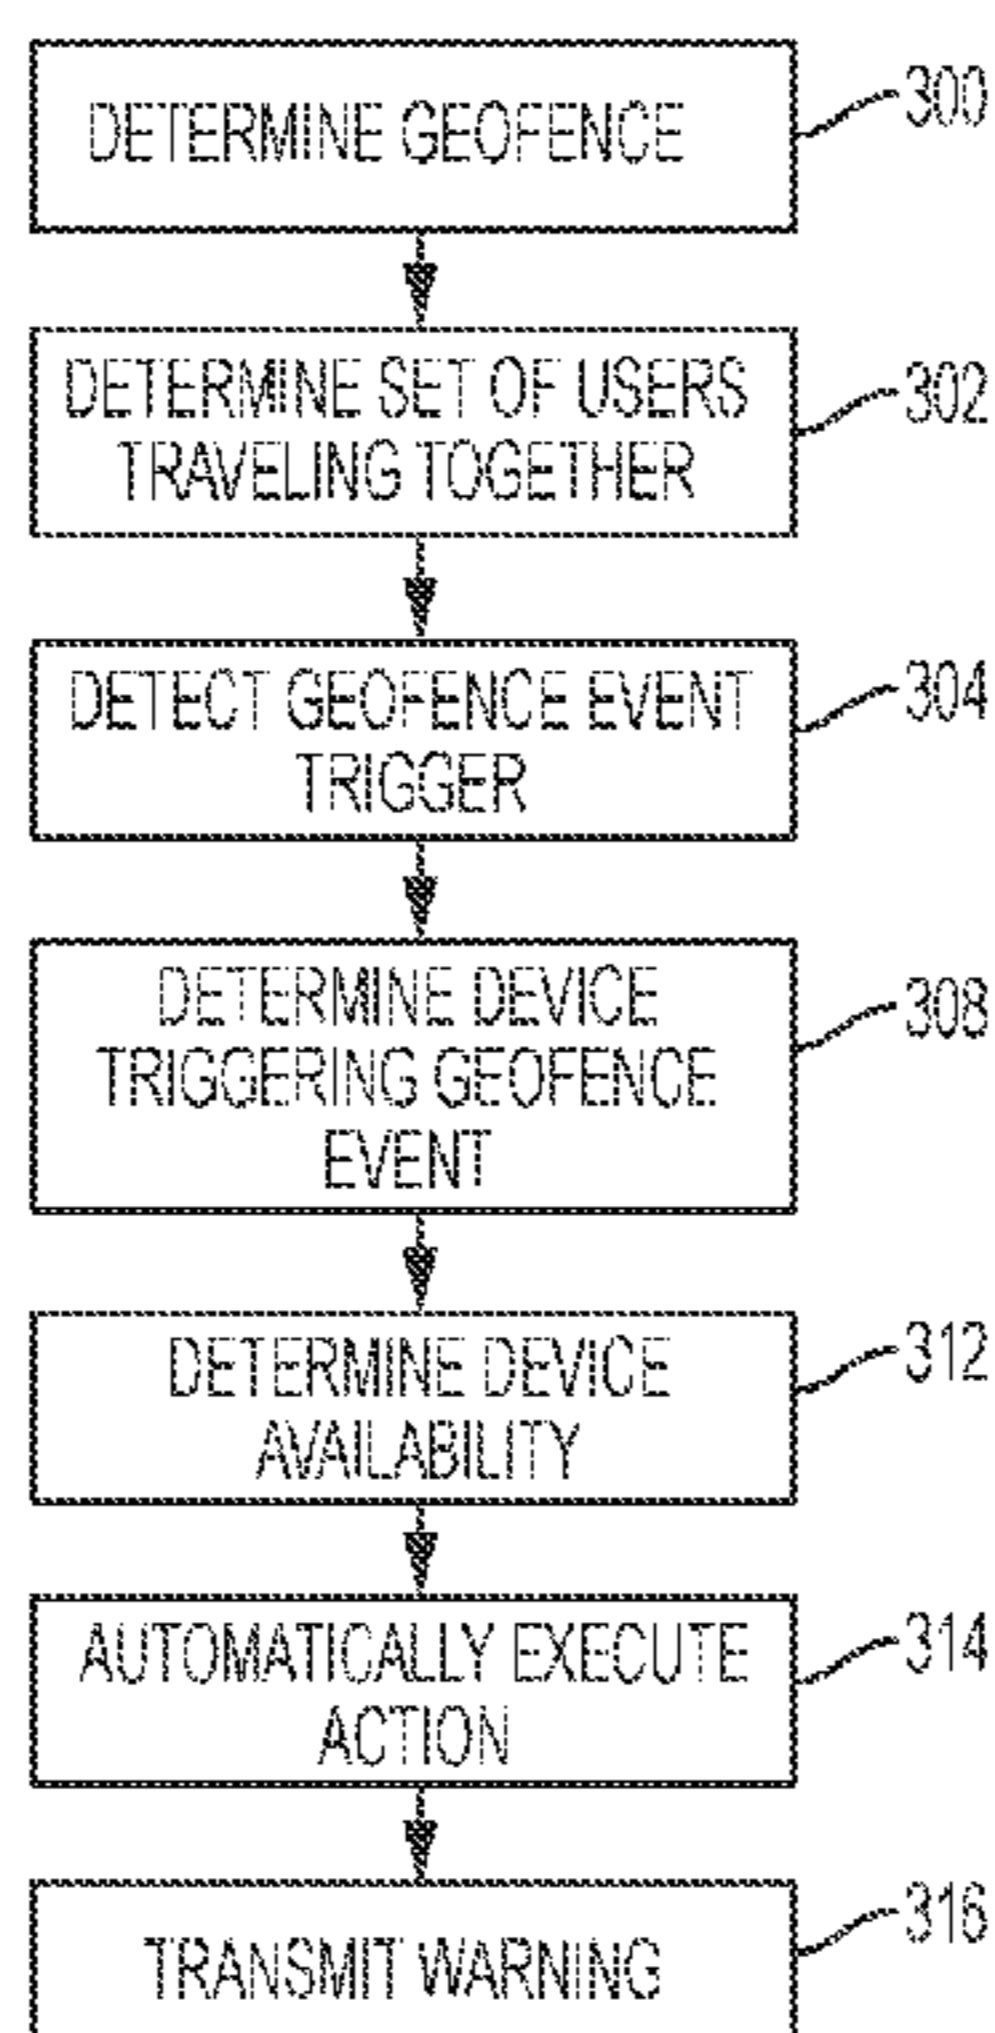 DETERMINE GEOFENCE
300
DETERMINE SET OF USERS
TRAVELING TOGETHER
302
DETECT GEOFENCE EVENT
TRIGGER
304
DETERMINE DEVICE
TRIGGERING GEOFENCE
EVENT
308
DETERMINE DEVICE
AVAILABILITY
312
AUTOMATICALLY EXECUTE
ACTION
314
TRANSMIT WARNING
316